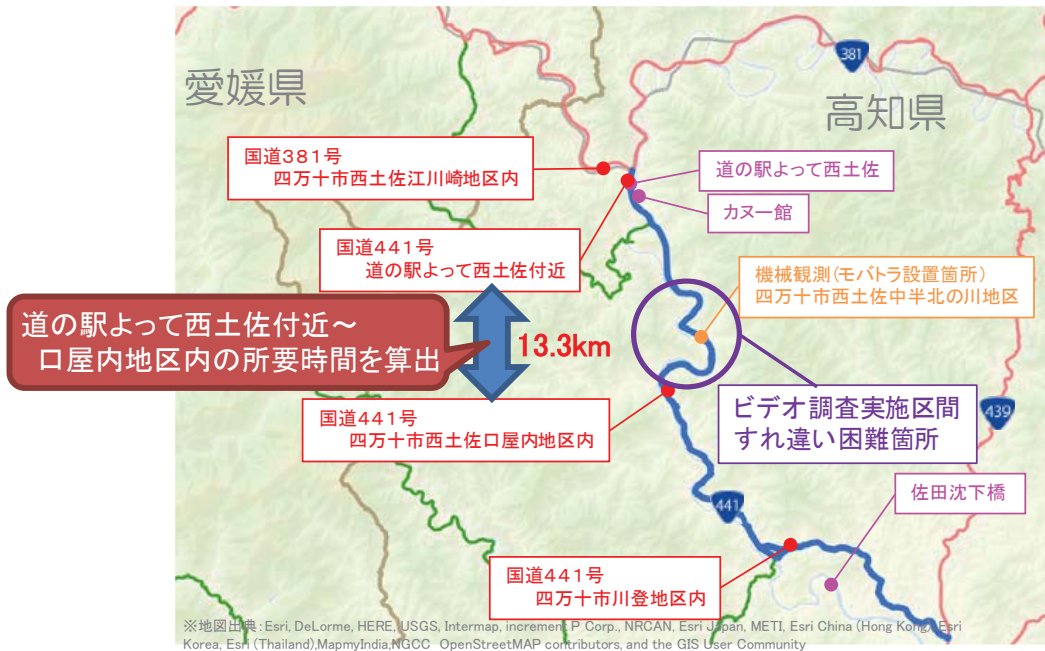 愛媛県
381
高知県
国道381号
四万十市西土佐江川崎地区内
道の駅よって西土佐
カヌー館
国道441号
道の駅よって西土佐付近
機械観測(モバトラ設置箇所)
四万十市西土佐中半北の川地区
道の駅よって西土佐付近~
口屋内地区内の所要時間を算出
13.3km
国道441号
四万十市西土佐口屋内地区内
ビデオ調査実施区間
すれ違い困難箇所
439
佐田沈下橋
441
国道441号
四万十市川登地区内
※地図出典:Esri, DeLorme, HERE, USGS, Intermap, increment P Corp., NRCAN, Esri Japan, METI, Esri China (Hong Kong), Esri
Korea, Esri (Thailand),MapmyIndia,NGCC OpenStreetMAP contributors, and the GIS User Community